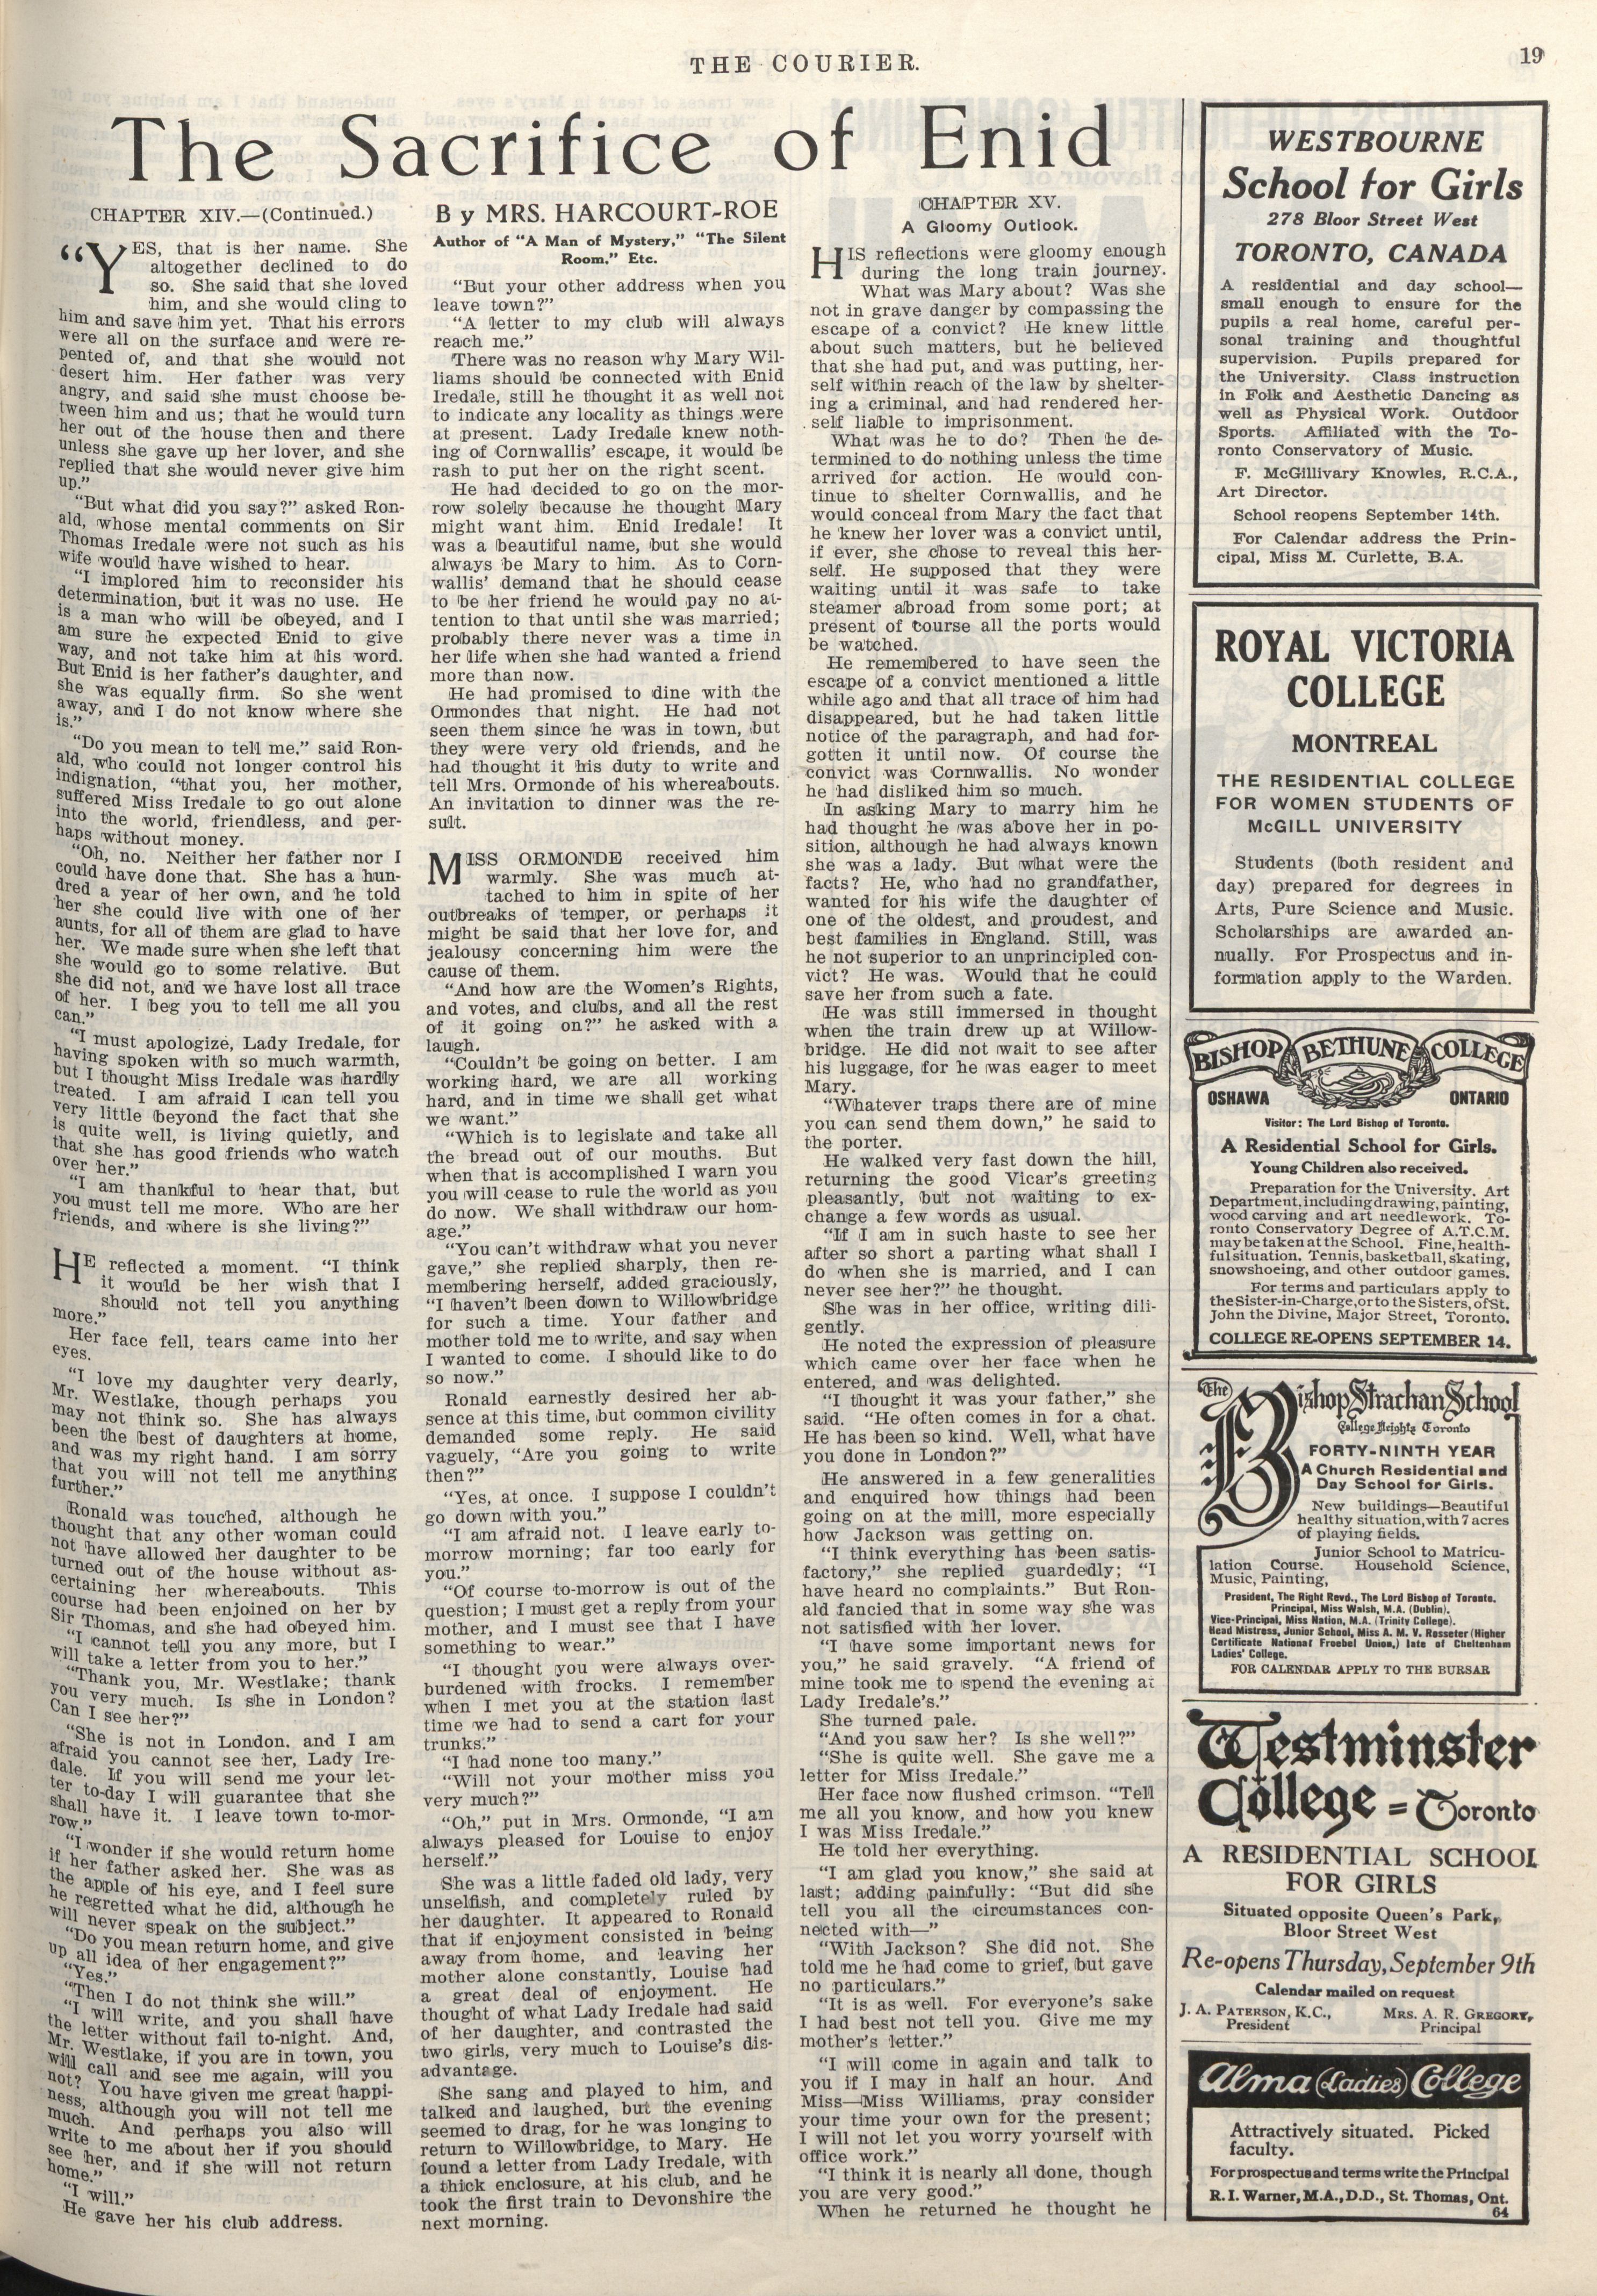 THE COURIER.
19
The Sacrifice of Enid
CHAPTER XIV.—(Continued.)
"YES, that is her name. She
altogether declined to do
so. She said that she loved
him, and she would cling to
him and save him yet. That his errors
were all on the surface and were re-
pented of, and that she would not
desert him. Her father was very
angry, and said she must choose be-
tween him and us; that he would turn
her out of the house then and there
unless she gave up her lover, and she
replied that she would never give him
up."
"But what did you say?" asked Ron-
ald, whose mental comments on Sir
Thomas Iredale were not such as his
wife would have wished to hear.
"I implored him to reconsider his
determination, but it was no use. He
is a man who will be obeyed, and I
am sure he expected Enid to give
way, and not take him at his word.
But Enid is her father's daughter, and
she was equally firm. So she went
away, and I do not know where she
is."
"Do you mean to tell me," said Ron-
ald, who could not longer control his
indignation, "that you, her mother,
suffered Miss Iredale to go out alone
into the world, friendless, and per-
haps without money.
"Oh, no. Neither her father nor I
could have done that. She has a hun-
dred a year of her own, and he told
her she could live with one of her
aunts, for all of them are glad to have
her. We made sure when she left that
she would go to some relative. But
she did not, and we have lost all trace
of her. I beg you to tell me all you
can."
"I must apologize, Lady Iredale, for
having spoken with so much warmth,
but I thought Miss Iredale was hardly
treated. I am afraid I can tell you
very little beyond the fact that she
is quite well, is living quietly, and
that she has good friends who watch
over her."
"I am thankful to hear that, but
you must tell me more. Who are her
friends, and where is she living?"
HE reflected a moment. "I think
it would be her wish that I
should not tell you anything
more."
Her face fell, tears came into her
eyes.
"I love my daughter very dearly,
Mr. Westlake, though perhaps you
may not think so. She has always
been the best of daughters at home,
and was my right hand. I am sorry
that you will not tell me anything
further."
Ronald was touched, although he
thought that any other woman could
not have allowed her daughter to be
turned out of the house without as-
certaining her whereabouts. This
course had been enjoined on her by
Sir Thomas, and she had obeyed him.
"I cannot tell you any more, but I
will take a letter from you to her."
"Thank you, Mr. Westlake; thank
you very much. Is she in London?
Can I see her?"
"She is not in London. and I am
afraid you cannot see her, Lady Ire-
dale. If you will send me your let-
ter to-day I will guarantee that she
shall have it. I leave town to-mor-
row."
"I wonder if she would return home
if her father asked her. She was as
the apple of his eye, and I feel sure
he regretted what he did, although he
will never speak on the subject."
"Do you mean return home, and give
up all idea of her engagement?"
"Yes."
"Then I do not think she will."
"I will write, and you shall have
the letter without fail to-night. And,
Mr. Westlake, if you are in town, you
will call and see me again, will you
not? You have given me great happi-
ness, although you will not tell me
much. And perhaps you also will
write to me about her if you should
see her, and if she will not return
home."
"I will."
He gave her his club address.
By MRS. HARCOURT-ROE
Author of "A Man of Mystery," "The Silent
Room," Etc.
"But your other address when you
leave town?"
"A letter to my club will always
reach me."
There was no reason why Mary Wil-
liams should be connected with Enid
Iredale, still he thought it as well not
to indicate any locality as things were
at present. Lady Iredale knew noth-
ing of Cornwallis' escape, it would be
rash to put her on the right scent.
He had decided to go on the mor-
row solely because he thought Mary
might want him. Enid Iredale! It
was a beautiful name, but she would
always be Mary to him. As to Corn-
wallis' demand that he should cease
to be her friend he would pay no at-
tention to that until she was married;
probably there never was a time in
her life when she had wanted a friend
more than now.
He had promised to dine with the
Ormondes that night. He had not
seen them since he was in town, but
they were very old friends, and he
had thought it his duty to write and
tell Mrs. Ormonde of his whereabouts.
An invitation to dinner was the re-
sult.
MISS ORMONDE received him
warmly. She was much at-
tached to him in spite of her
outbreaks of temper, or perhaps it
might be said that her love for, and
jealousy concerning him were the
cause of them.
"And how are the Women's Rights,
and votes, and clubs, and all the rest
of it going on?" he asked with a
laugh.
"Couldn't be going on better. I am
working hard, we are all working
hard, and in time we shall get what
we want."
"Which is to legislate and take all
the bread out of our mouths. But
when that is accomplished I warn you
you will cease to rule the world as you
do now. We shall withdraw our hom-
age."
"You can't withdraw what you never
gave," she replied sharply, then re-
membering herself, added graciously,
"I haven't been down to Willowbridge
for such a time. Your father and
mother told me to write, and say when
I wanted to come. I should like to do
so now."
Ronald earnestly desired her ab-
sence at this time, but common civility
demanded some reply. He said
vaguely, "Are you going to write
then?"
"Yes, at once. I suppose I couldn't
go down with you."
"I am afraid not. I leave early to-
morrow morning; far too early for
you."
"Of course to-morrow is out of the
question; I must get a reply from your
mother, and I must see that I have
something to wear."
"I thought you were always over-
burdened with frocks. I remember
when I met you at the station last
time we had to send a cart for your
trunks."
"I had none too many."
"Will not your mother miss you
very much?"
"Oh," put in Mrs. Ormonde, "I am
always pleased for Louise to enjoy
herself."
She was a little faded old lady, very
unselfish, and completely ruled by
her daughter. It appeared to Ronald
that if enjoyment consisted in being
away from home, and leaving her
mother alone constantly, Louise had
a great deal of enjoyment. He
thought of what Lady Iredale had said
of her daughter, and contrasted the
two girls, very much to Louise's dis-
advantage.
She sang and played to him, and
talked and laughed, but the evening
seemed to drag, for he was longing to
return to Willowbridge, to Mary. He
found a letter from Lady Iredale, with
a thick enclosure, at his club, and he
took the first train to Devonshire the
next morning.
CHAPTER XV.
A Gloomy Outlook.
HIS reflections were gloomy enough
during the long train journey.
What was Mary about? Was she
not in grave danger by compassing the
escape of a convict? He knew little
about such matters, but he believed
that she had put, and was putting, her-
self within reach of the law by shelter-
ing a criminal, and had rendered her-
self liable to imprisonment.
What was he to do? Then he de-
termined to do nothing unless the time
arrived for action. He would con-
tinue to shelter Cornwallis, and he
would conceal from Mary the fact that
he knew her lover was a convict until,
if ever, she chose to reveal this her-
self. He supposed that they were
waiting until it was safe to take
steamer abroad from some port; at
present of course all the ports would
be watched.
He remembered to have seen the
escape of a convict mentioned a little
while ago and that all trace of him had
disappeared, but he had taken little
notice of the paragraph, and had for-
gotten it until now. Of course the
convict was Cornwallis. No wonder
he had disliked him so much.
In asking Mary to marry him he
had thought he was above her in po-
sition, although he had always known
she was a lady. But what were the
facts? He, who had no grandfather,
wanted for his wife the daughter of
one of the oldest, and proudest, and
best families in England. Still, was
he not superior to an unprincipled con-
vict? He was. Would that he could
save her from such a fate.
He was still immersed in thought
when the train drew up at Willow-
bridge. He did not wait to see after
his luggage, for he was eager to meet
Mary.
"Whatever traps there are of mine
you can send them down," he said to
the porter.
He walked very fast down the hill,
returning the good Vicar's greeting
pleasantly, but not waiting to ex-
change a few words as usual.
"If I am in such haste to see her
after so short a parting what shall I
do when she is married, and I can
never see her?" he thought.
She was in her office, writing dili-
gently.
He noted the expression of pleasure
which came over her face when he
entered, and was delighted.
"I thought it was your father," she
said. "He often comes in for a chat.
He has been so kind. Well, what have
you done in London?"
He answered in a few generalities
and enquired how things had been
going on at the mill, more especially
how Jackson was getting on.
"I think everything has been satis-
factory," she replied guardedly; "I
have heard no complaints." But Ron-
ald fancied that in some way she was
not satisfied with her lover.
"I have some important news for
you," he said gravely. "A friend of
mine took me to spend the evening at
Lady Iredale's."
She turned pale.
"And you saw her? Is she well?"
"She is quite well. She gave me a
letter for Miss Iredale."
Her face now flushed crimson. "Tell
me all you know, and how you knew
I was Miss Iredale."
He told her everything.
"I am glad you know," she said at
last; adding painfully: "But did she
tell you all the circumstances con-
nected with—"
"With Jackson? She did not. She
told me he had come to grief, but gave
no particulars."
"It is as well. For everyone's sake
I had best not tell you. Give me my
mother's letter."
"I will come in again and talk to
you if I may in half an hour. And
Miss—Miss Williams, pray consider
your time your own for the present;
I will not let you worry yourself with
office work."
"I think it is nearly all done, though
you are very good."
When he returned he thought he
WESTBOURNE
School for Girls
278 Bloor Street West
TORONTO, CANADA
A residential and day school—
small enough to ensure for the
pupils a real home, careful per-
sonal training and thoughtful
supervision. Pupils prepared for
the University. Class instruction
in Folk and Aesthetic Dancing as
well as Physical Work. Outdoor
Sports. Affiliated with the To-
ronto Conservatory of Music.
F. McGillivary Knowles, R.C.A.,
Art Director.
School reopens September 14th.
For Calendar address the Prin-
cipal, Miss M. Curlette, B.A.
ROYAL VICTORIA
COLLEGE
MONTREAL
THE RESIDENTIAL COLLEGE
FOR WOMEN STUDENTS OF
McGILL UNIVERSITY
Students (both resident and
day) prepared for degrees in
Arts, Pure Science and Music.
Scholarships are awarded an-
nually. For Prospectus and in-
formation apply to the Warden.
BISHOP BETHUNE COLLEGE
OSHAWA ONTARIO
Visitor: The Lord Bishop of Toronto.
A Residential School for Girls.
Young Children also received.
Preparation for the University. Art
Department, including drawing, painting,
wood carving and art needlework. To-
ronto Conservatory Degree of A.T.C.M.
may be taken at the School. Fine, health-
ful situation. Tennis, basketball, skating,
snowshoeing, and other outdoor games.
For terms and particulars apply to
the Sister-in-Charge, or to the Sisters, of St.
John the Divine, Major Street, Toronto.
COLLEGE RE-OPENS SEPTEMBER 14.
The Bishop Strachan School
College Heights Toronto
FORTY-NINTH YEAR
A Church Residential and
Day School for Girls.
New buildings—Beautiful
healthy situation, with 7 acres
of playing fields.
Junior School to Matricu-
lation Course. Household Science,
Music, Painting,
President, The Right Revd., The Lord Bishop of Toronto.
Principal, Miss Walsh, M.A. (Dublin).
Vice-Principal, Miss Nation, M.A. (Trinity College).
Head Mistress, Junior School, Miss A. M. V. Rosseter (Higher
Certificate National Froebel Union,) late of Cheltenham
Ladies' College.
FOR CALENDAR APPLY TO THE BURSAR
Westminster
College = Toronto
A RESIDENTIAL SCHOOL
FOR GIRLS
Situated opposite Queen's Park,
Bloor Street West
Re-opens Thursday, September 9th
Calendar mailed on request
J. A. PATERSON, K.C., MRS. A. R. GREGORY,
President Principal
Alma (Ladies) College
Attractively situated. Picked
faculty.
For prospectus and terms write the Principal
R. I. Warner, M.A., D.D., St. Thomas, Ont.
64